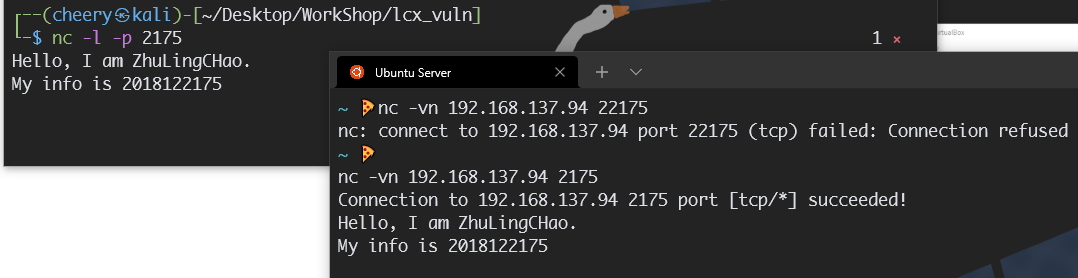 ┌──(cheery㉿kali)-[~/Desktop/WorkShop/lcx_vuln]
└─$ nc -l -p 2175 1 ⨯
Hello, I am ZhuLingCHao.
My info is 2018122175
Ubuntu Server
~ 🍕nc -vn 192.168.137.94 22175
nc: connect to 192.168.137.94 port 22175 (tcp) failed: Connection refused
~ 🍕
nc -vn 192.168.137.94 2175
Connection to 192.168.137.94 2175 port [tcp/*] succeeded!
Hello, I am ZhuLingCHao.
My info is 2018122175